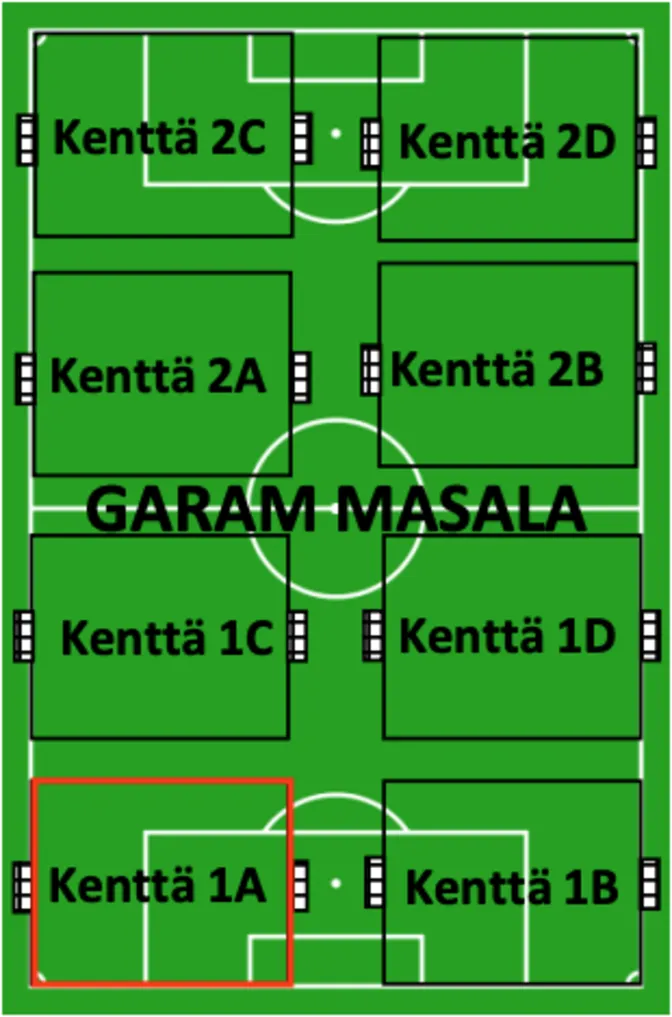 Kenttä 2C
Kenttä 2D
Kenttä 2A
Kenttä 2B
GARAM MASALA
Kenttä 1C
Kenttä 1D
Kenttä 1A
Kenttä 1B